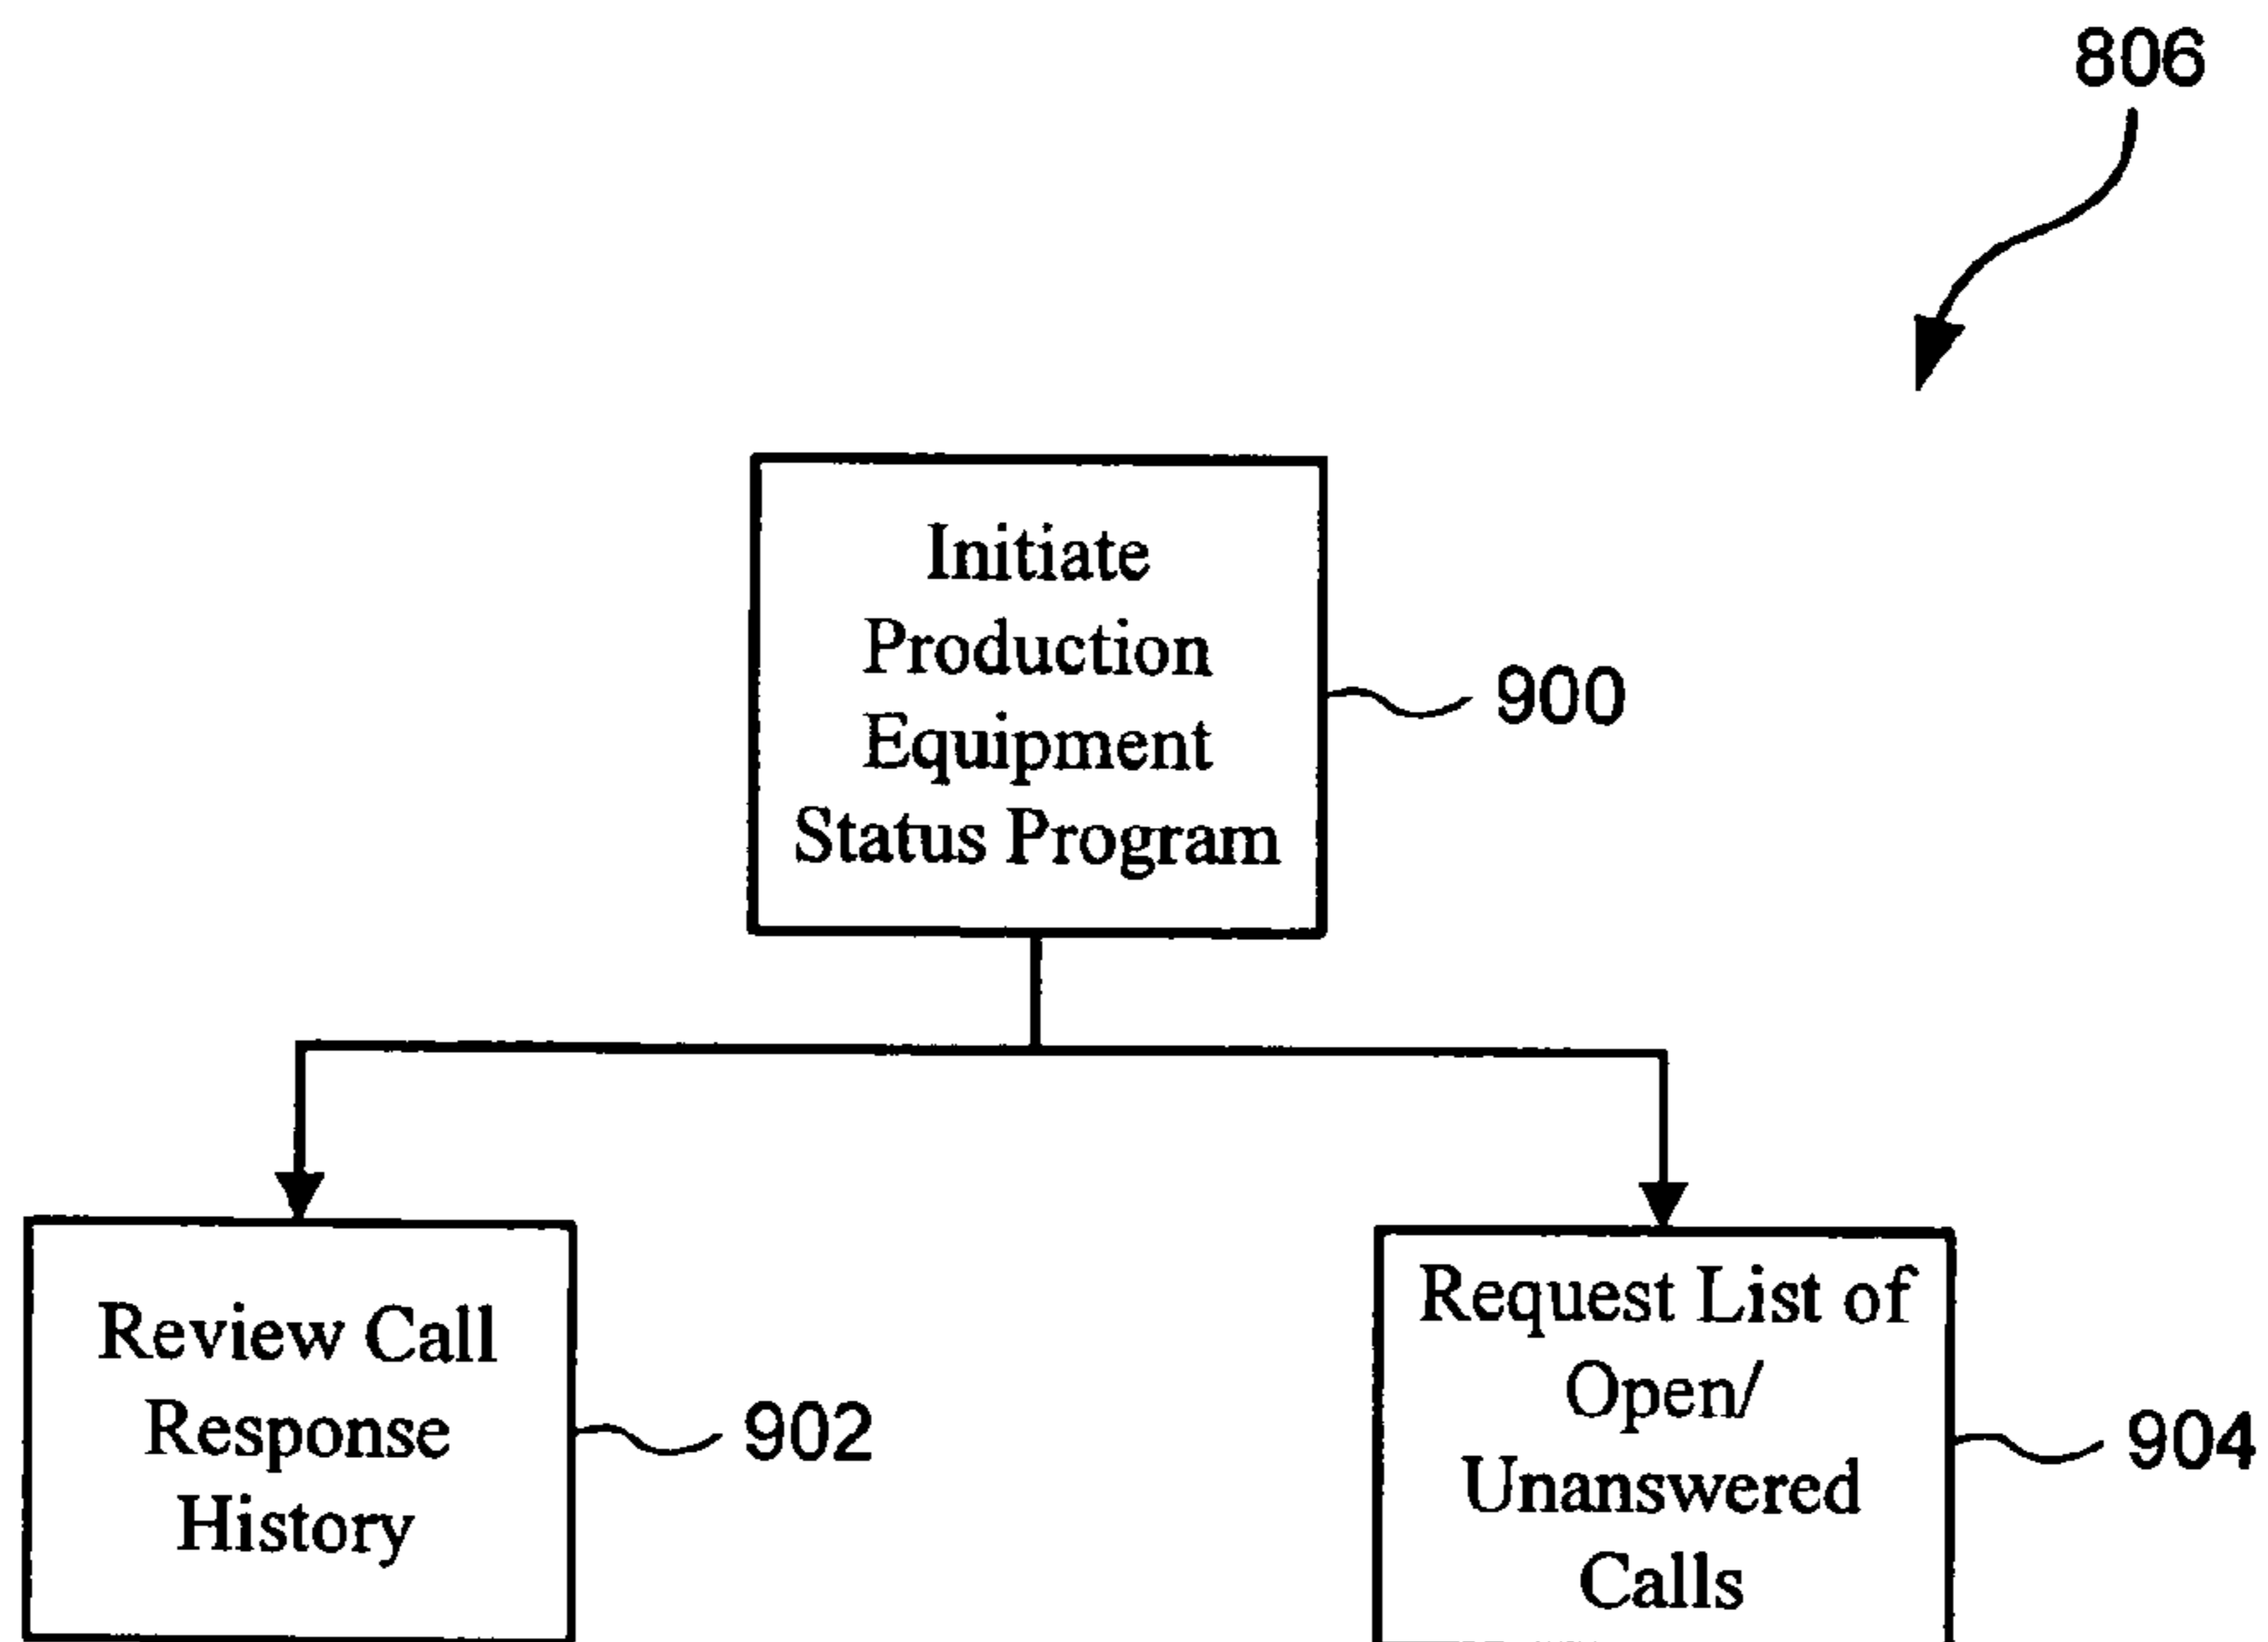 806
Initiate
Production
Equipment
Status Program
900
Review Call
Response
History
902
Request List of
Open/
Unanswered
Calls
904